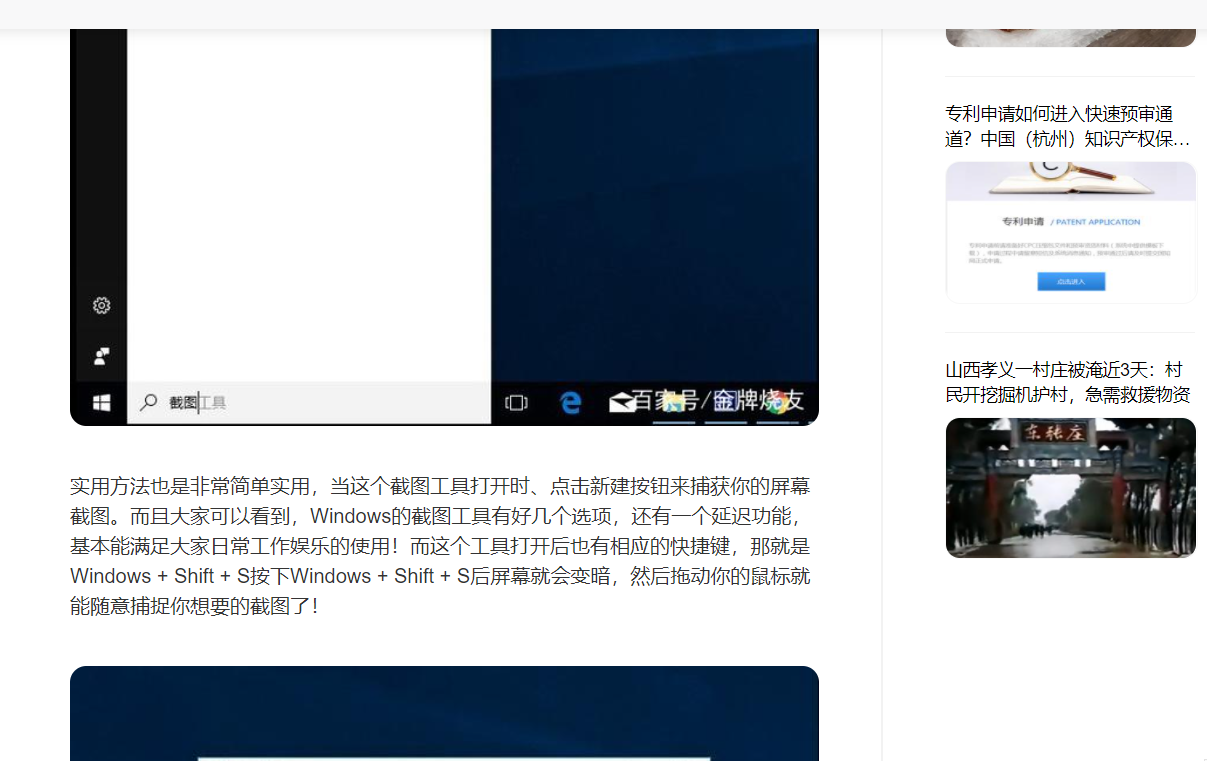 截图工具
百家号/金牌烧友
实用方法也是非常简单实用，当这个截图工具打开时、点击新建按钮来捕获你的屏幕
截图。而且大家可以看到，Windows的截图工具有好几个选项，还有一个延迟功能，
基本能满足大家日常工作娱乐的使用！而这个工具打开后也有相应的快捷键，那就是
Windows + Shift + S按下Windows + Shift + S后屏幕就会变暗，然后拖动你的鼠标就
能随意捕捉你想要的截图了！
专利申请如何进入快速预审通
道？中国（杭州）知识产权保...
C
专利申请 / PATENT APPLICATION
点击进入
山西孝义一村庄被淹近3天：村
民开挖掘机护村，急需救援物资
东张庄